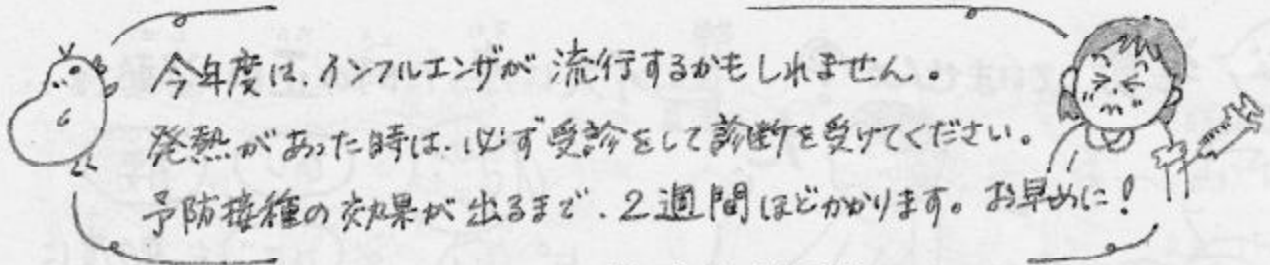 今年度は、インフルエンザが流行するかもしれません。
発熱があった時は、必ず受診をして診断を受けてください。
予防接種の効果が出るまで、2週間ほどかかります。お早めに！